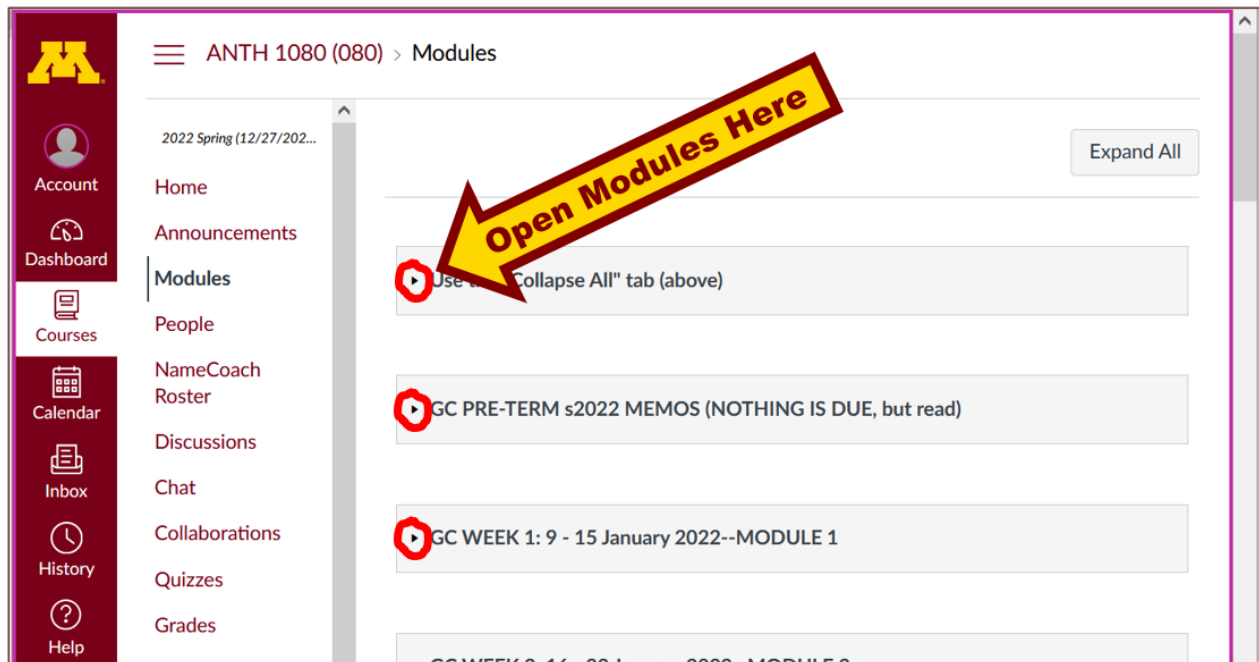 M
ANTH 1080 (080) > Modules
Account
Dashboard
Courses
Calendar
Inbox
History
Help
2022 Spring (12/27/202...
Home
Announcements
Modules
People
NameCoach
Roster
Discussions
Chat
Collaborations
Quizzes
Grades
Expand All
Open Modules Here
Use Collapse All" tab (above)
GC PRE-TERM s2022 MEMOS (NOTHING IS DUE, but read)
GC WEEK 1: 9 - 15 January 2022--MODULE 1